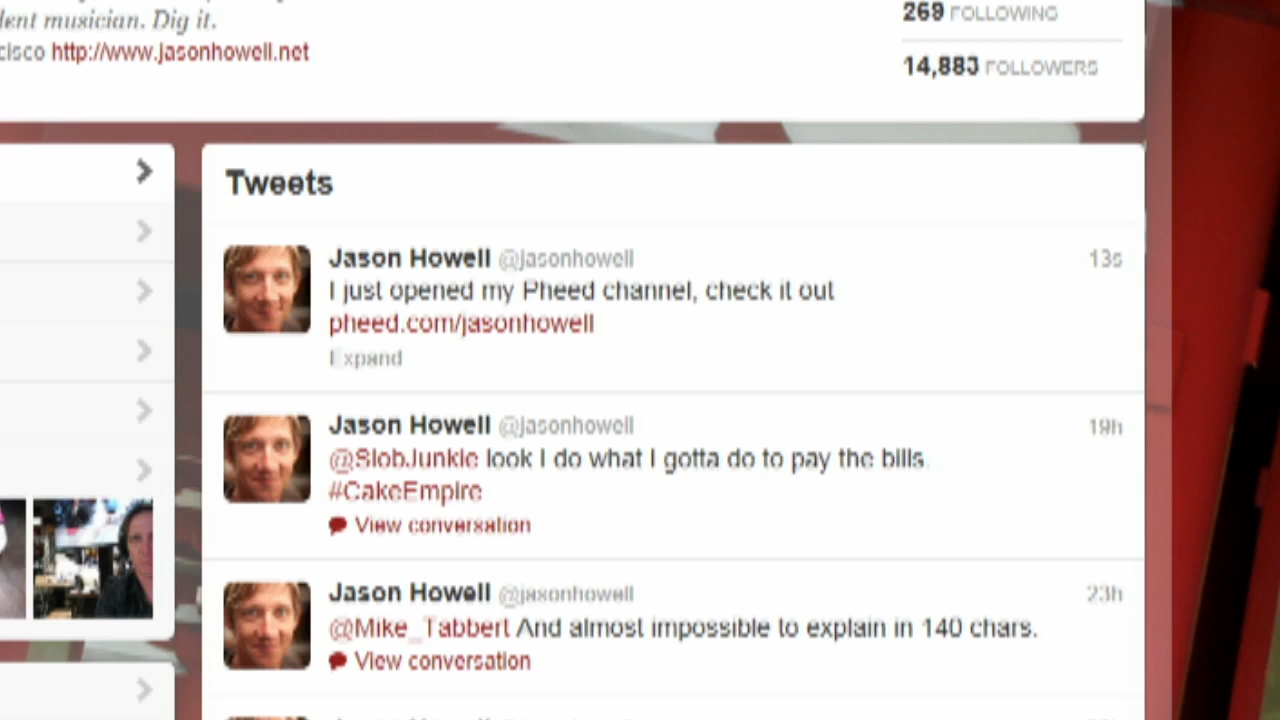 dent musician. Dig it.
cisco http://www.jasonhowell.net
269 FOLLOWING
14,883 FOLLOWERS
Tweets
Jason Howell @jasonhowell 13s
I just opened my Pheed channel, check it out
pheed.com/jasonhowell
Expand
Jason Howell @jasonhowell 19h
@SlobJunkie look I do what I gotta do to pay the bills.
#CakeEmpire
View conversation
Jason Howell @jasonhowell 23h
@Mike_Tabbert And almost impossible to explain in 140 chars.
View conversation